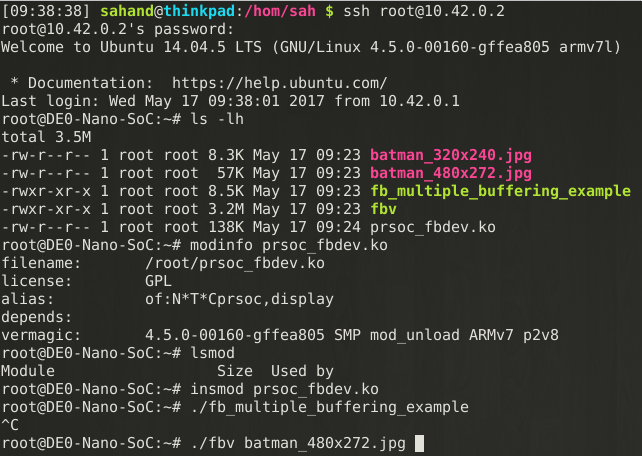 [09:38:38] sahand@thinkpad:/hom/sah $ ssh root@10.42.0.2
root@10.42.0.2's password:
Welcome to Ubuntu 14.04.5 LTS (GNU/Linux 4.5.0-00160-gffea805 armv7l)
 * Documentation:  https://help.ubuntu.com/
Last login: Wed May 17 09:38:01 2017 from 10.42.0.1
root@DE0-Nano-SoC:~# ls -lh
total 3.5M
-rw-r--r-- 1 root root 8.3K May 17 09:23 batman_320x240.jpg
-rw-r--r-- 1 root root  57K May 17 09:23 batman_480x272.jpg
-rwxr-xr-x 1 root root 8.5K May 17 09:23 fb_multiple_buffering_example
-rwxr-xr-x 1 root root 3.2M May 17 09:23 fbv
-rw-r--r-- 1 root root 138K May 17 09:24 prsoc_fbdev.ko
root@DE0-Nano-SoC:~# modinfo prsoc_fbdev.ko
filename:       /root/prsoc_fbdev.ko
license:        GPL
alias:          of:N*T*Cprsoc,display
depends:
vermagic:       4.5.0-00160-gffea805 SMP mod_unload ARMv7 p2v8
root@DE0-Nano-SoC:~# lsmod
Module                  Size  Used by
root@DE0-Nano-SoC:~# insmod prsoc_fbdev.ko
root@DE0-Nano-SoC:~# ./fb_multiple_buffering_example
^C
root@DE0-Nano-SoC:~# ./fbv batman_480x272.jpg